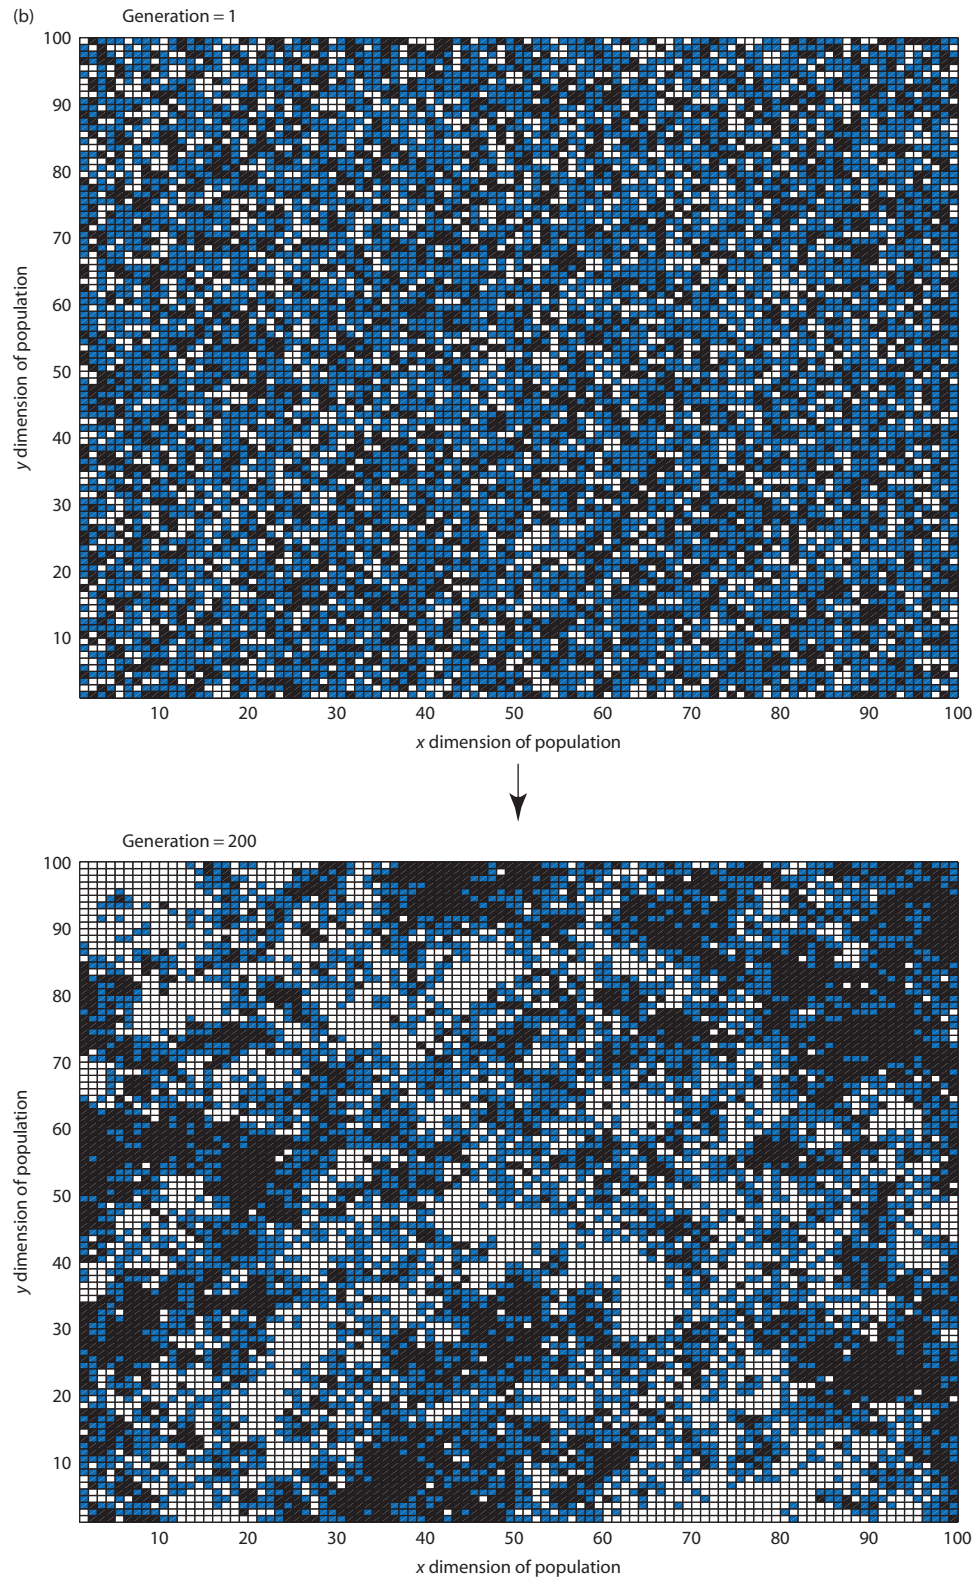 (b)
Generation = 1
100
90
80
70
60
50
40
30
20
10
y dimension of population
10 20 30 40 50 60 70 80 90 100
x dimension of population
Generation = 200
100
90
80
70
60
50
40
30
20
10
y dimension of population
10 20 30 40 50 60 70 80 90 100
x dimension of population